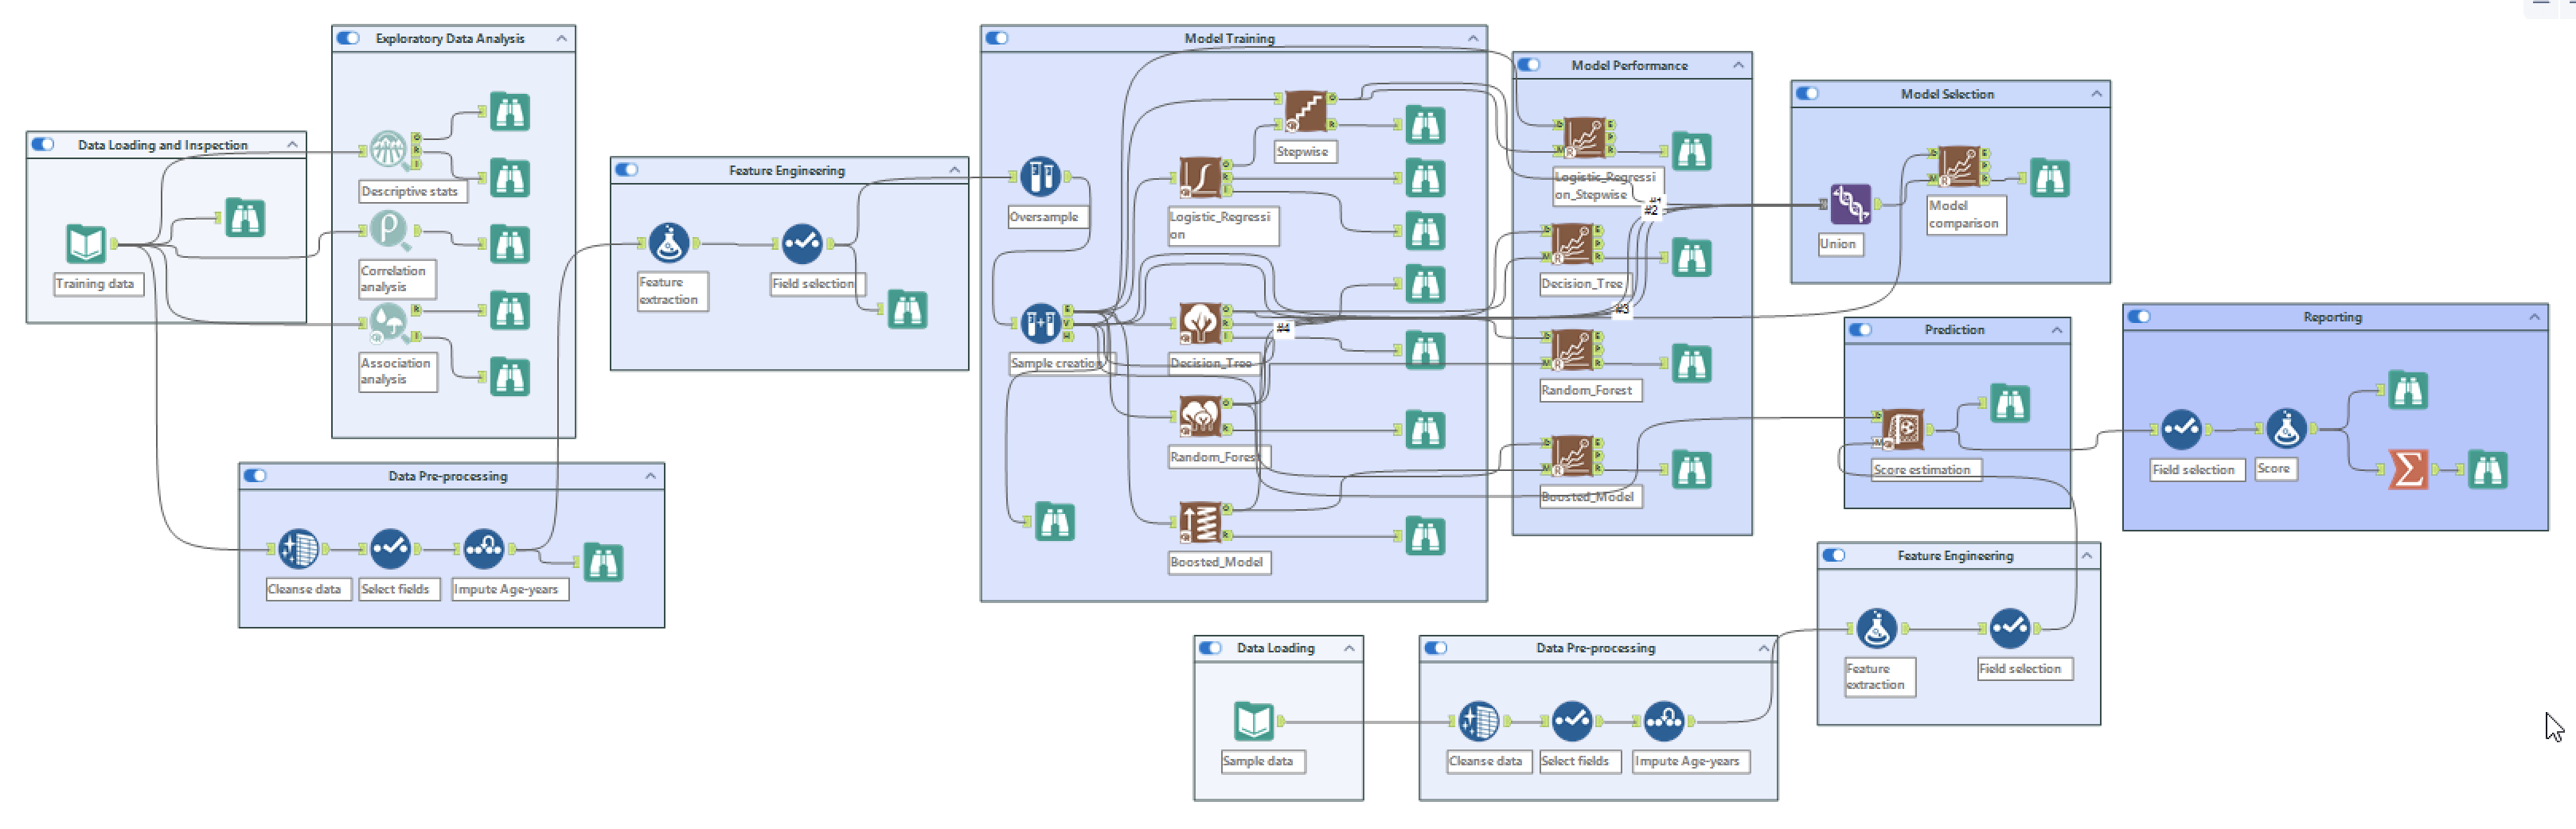 Exploratory Data Analysis
Descriptive stats
Correlation
analysis
Association
analysis
Data Loading and Inspection
Training data
Data Pre-processing
Cleanse data
Select fields
Impute Age-years
Feature Engineering
Feature
extraction
Field selection
Model Training
Oversample
Sample creation
Stepwise
Logistic_Regressi
on
Decision_Tree
Random_Forest
Boosted_Model
#4
Model Performance
Logistic_Regressi
on_Stepwise
#1
#2
Decision_Tree
#3
Random_Forest
Boosted_Model
Model Selection
Union
Model
comparison
Prediction
Score estimation
Reporting
Field selection
Score
Data Loading
Sample data
Data Pre-processing
Cleanse data
Select fields
Impute Age-years
Feature Engineering
Feature
extraction
Field selection